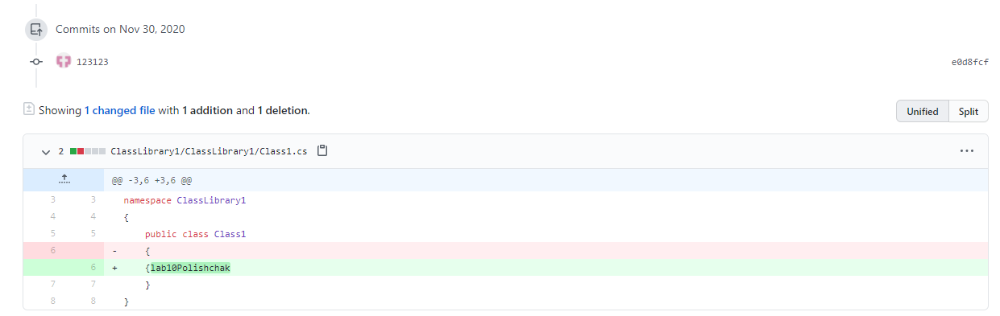 Commits on Nov 30, 2020
123123 e0d8fcf
Showing 1 changed file with 1 addition and 1 deletion. Unified Split
2 ClassLibrary1/ClassLibrary1/Class1.cs ...
@@ -3,6 +3,6 @@
3 3 namespace ClassLibrary1
4 4 {
5 5 public class Class1
6 - {
6 + {lab10Polishchak
7 7 }
8 8 }